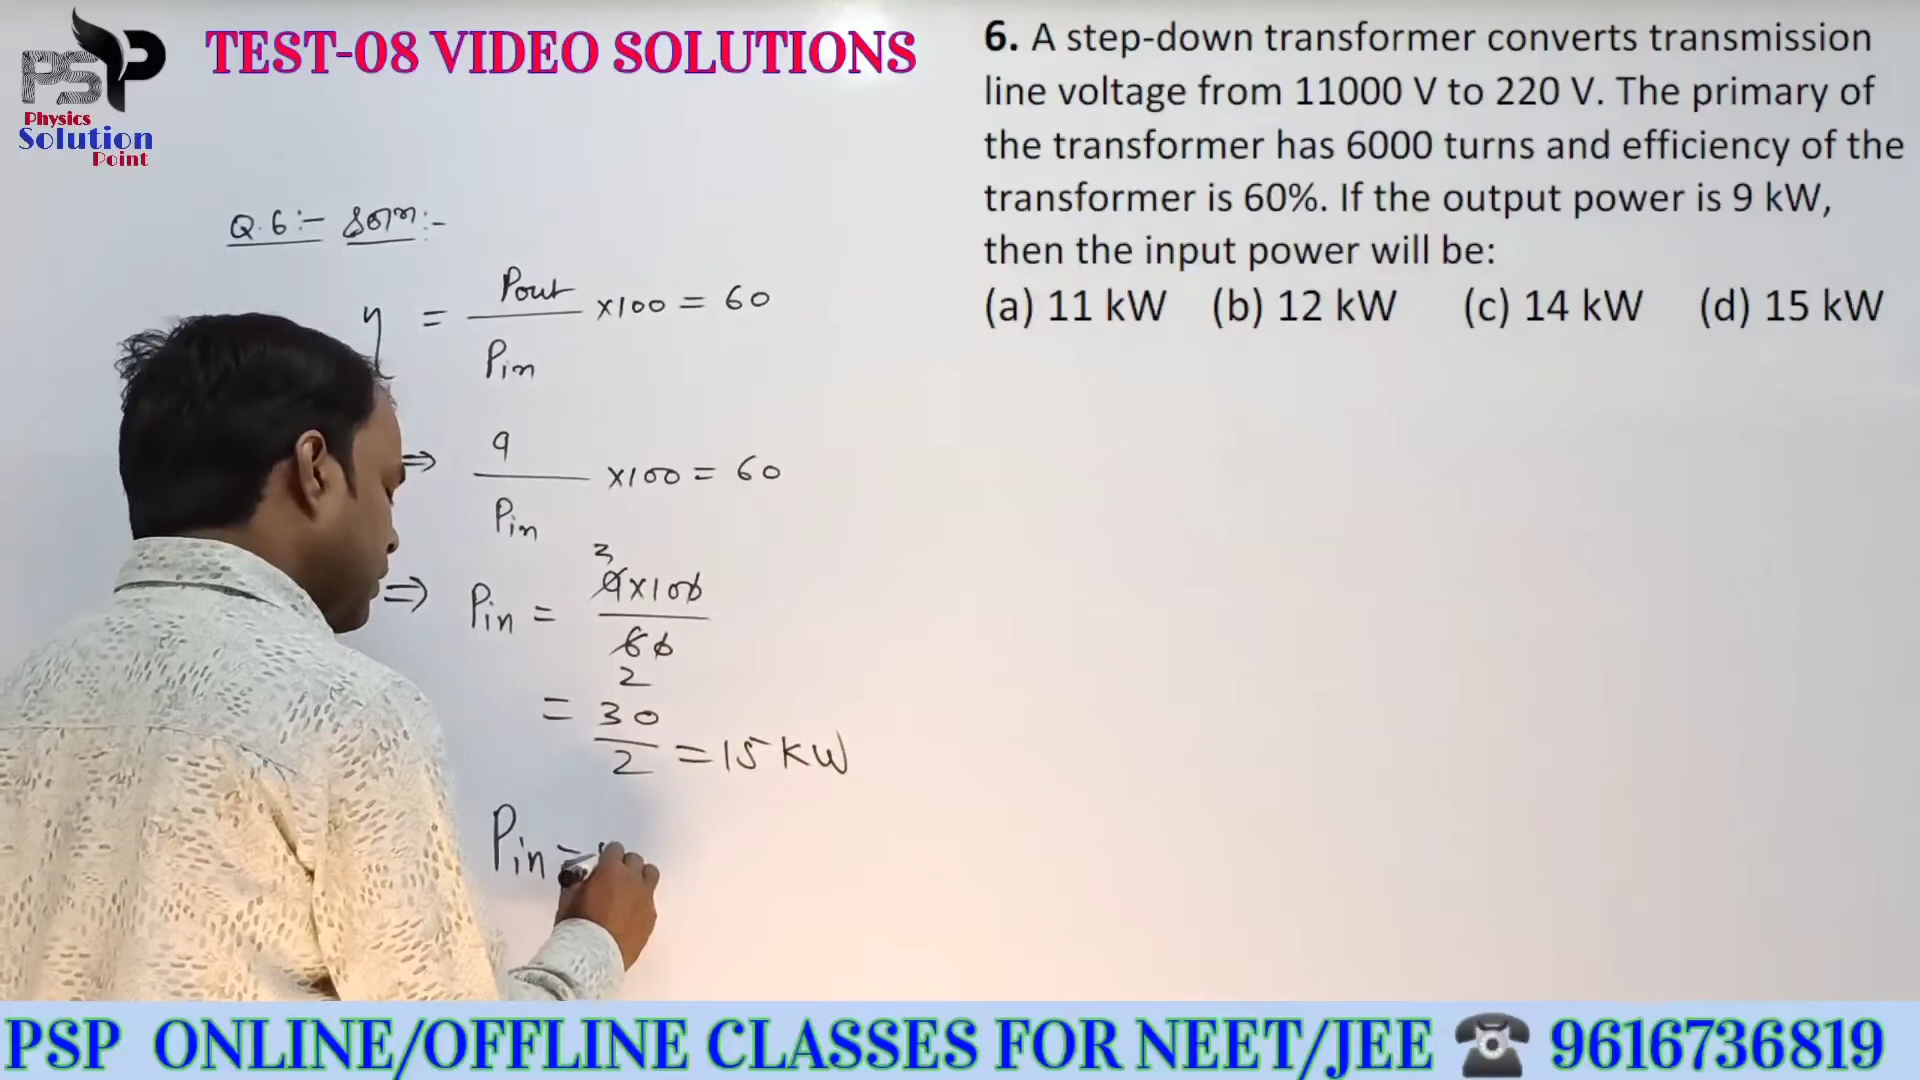 PSP
Physics
Solution
Point
TEST-08 VIDEO SOLUTIONS
6. A step-down transformer converts transmission
line voltage from 11000 V to 220 V. The primary of
the transformer has 6000 turns and efficiency of the
transformer is 60%. If the output power is 9 kW,
then the input power will be:
(a) 11 kW (b) 12 kW (c) 14 kW (d) 15 kW
Q.6:- Soln:-
η = Pout / Pin ×100 = 60
⇒ 9 / Pin ×100 = 60
3
⇒ Pin = 9×100 / 60
2
= 30 / 2 = 15 kW
Pin =
PSP ONLINE/OFFLINE CLASSES FOR NEET/JEE ☎ 9616736819